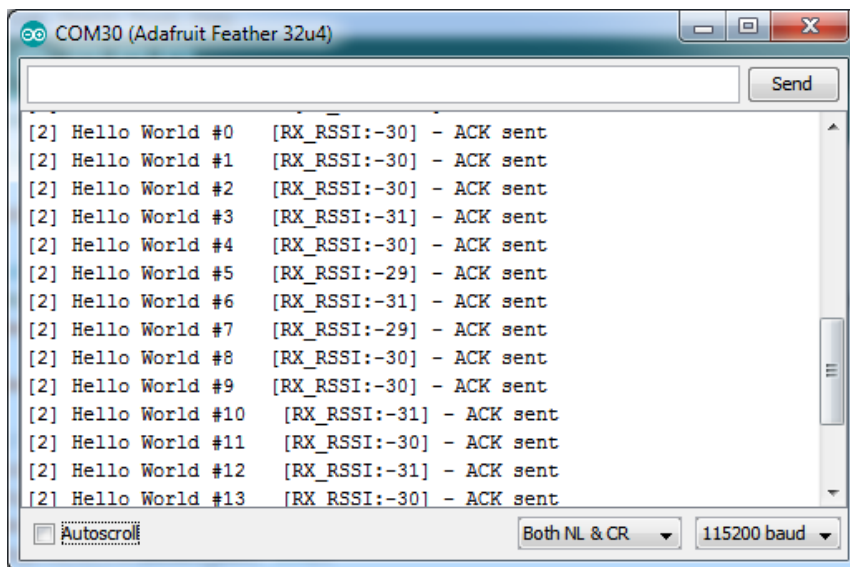 COM30 (Adafruit Feather 32u4)
Send
[2] Hello World #0   [RX_RSSI:-30] - ACK sent
[2] Hello World #1   [RX_RSSI:-30] - ACK sent
[2] Hello World #2   [RX_RSSI:-30] - ACK sent
[2] Hello World #3   [RX_RSSI:-31] - ACK sent
[2] Hello World #4   [RX_RSSI:-30] - ACK sent
[2] Hello World #5   [RX_RSSI:-29] - ACK sent
[2] Hello World #6   [RX_RSSI:-31] - ACK sent
[2] Hello World #7   [RX_RSSI:-29] - ACK sent
[2] Hello World #8   [RX_RSSI:-30] - ACK sent
[2] Hello World #9   [RX_RSSI:-30] - ACK sent
[2] Hello World #10   [RX_RSSI:-31] - ACK sent
[2] Hello World #11   [RX_RSSI:-30] - ACK sent
[2] Hello World #12   [RX_RSSI:-31] - ACK sent
[2] Hello World #13   [RX_RSSI:-30] - ACK sent
Autoscroll Both NL & CR 115200 baud